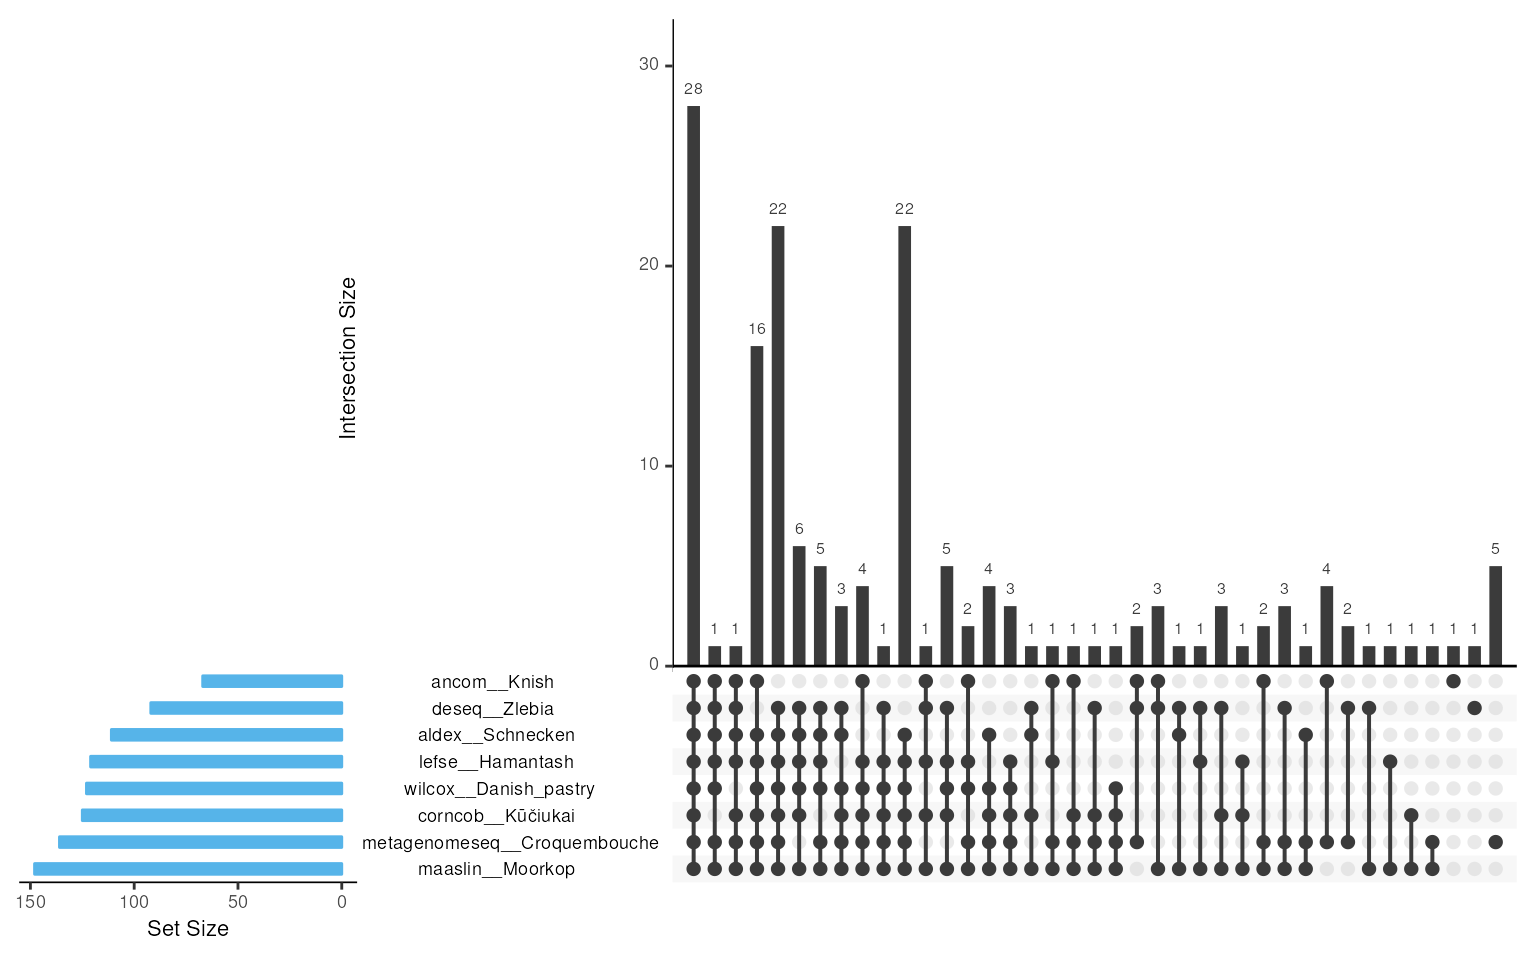 30
28
22 22
20
16
Intersection Size
10
6
5 5 5
4 4 4
3 3 3 3 3
2 2 2 2
1 1 1 1 1 1 1 1 1 1 1 1 1 1 1 1 1 1
0
ancom__Knish
deseq__Zlebia
aldex__Schnecken
lefse__Hamantash
wilcox__Danish_pastry
corncob__Kūčiukai
metagenomeseq__Croquembouche
maaslin__Moorkop
150 100 50 0
Set Size